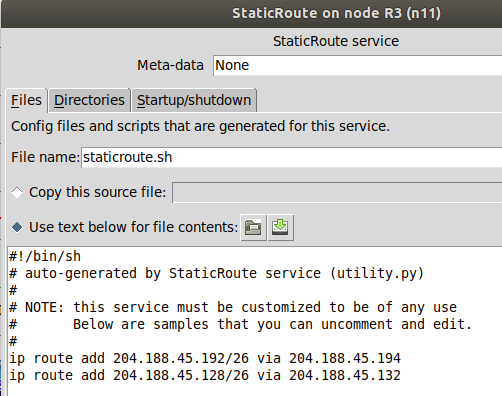 StaticRoute on node R3 (n11)
StaticRoute service
Meta-data None
Files Directories Startup/shutdown
Config files and scripts that are generated for this service.
File name: staticroute.sh
Copy this source file:
Use text below for file contents:
#!/bin/sh
# auto-generated by StaticRoute service (utility.py)
#
# NOTE: this service must be customized to be of any use
#       Below are samples that you can uncomment and edit.
#
ip route add 204.188.45.192/26 via 204.188.45.194
ip route add 204.188.45.128/26 via 204.188.45.132